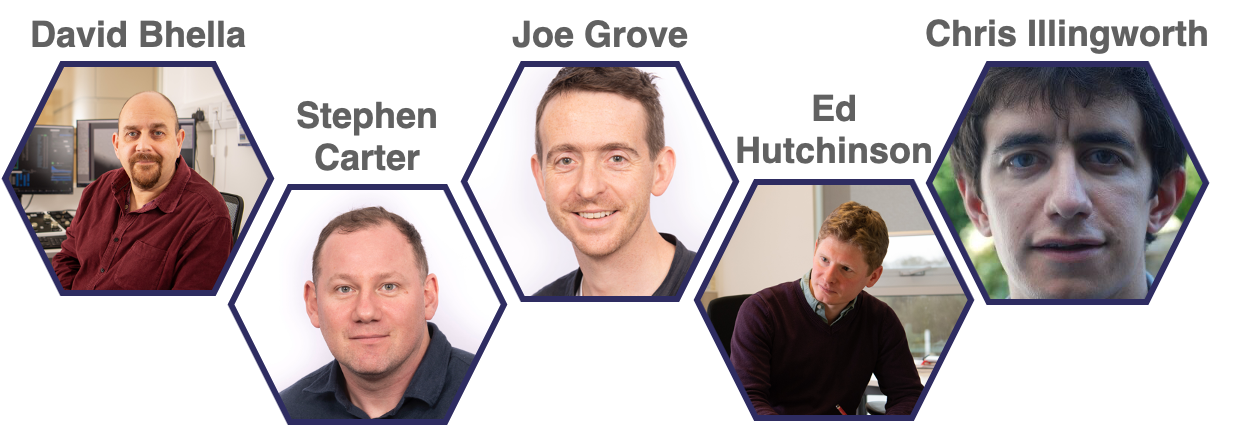 David Bhella
Stephen
Carter
Joe Grove
Ed
Hutchinson
Chris Illingworth